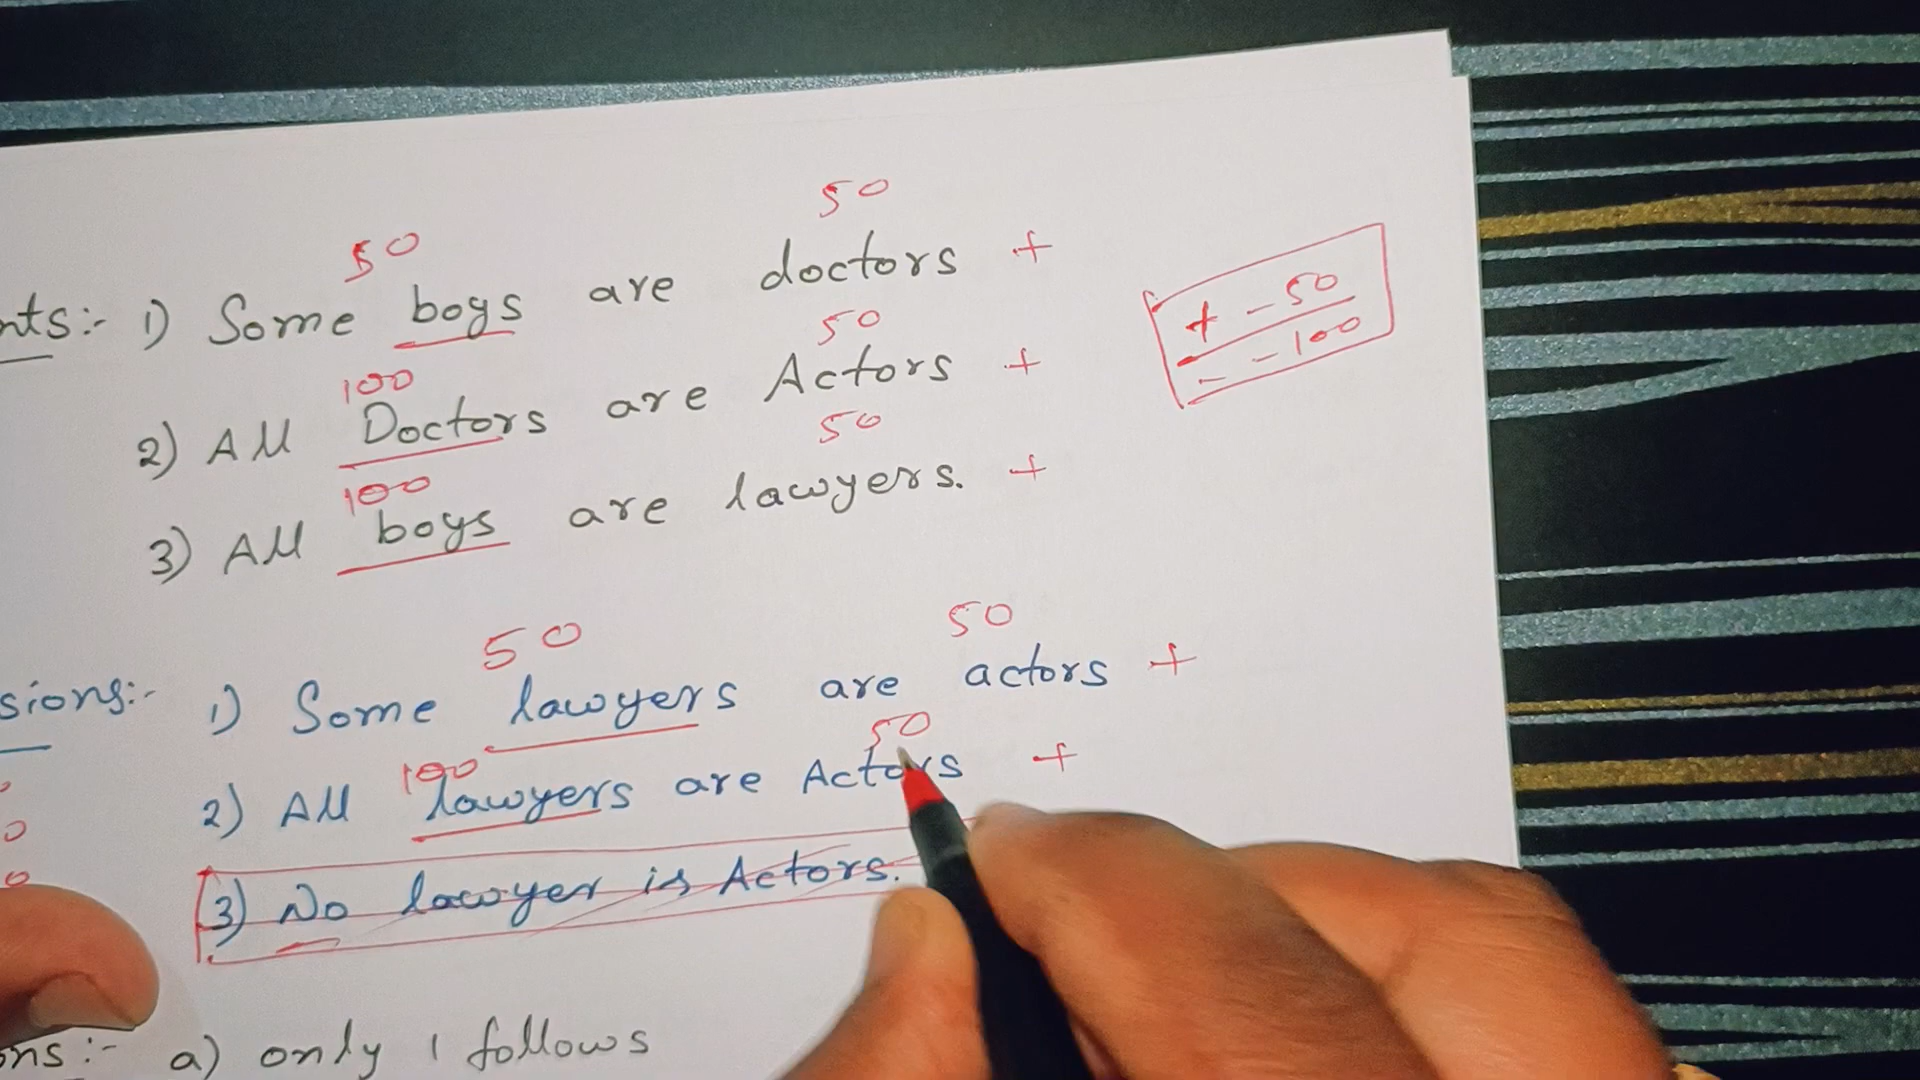 50 50
nts:- 1) Some boys are doctors +
100 50
2) All Doctors are Actors +
100 50
3) All boys are lawyers. +
+ - 50
- - 100
50 50
sions:- 1) Some lawyers are actors +
100 50
2) All lawyers are Actors +
3) No lawyer is Actors.
ons:- a) only 1 follows